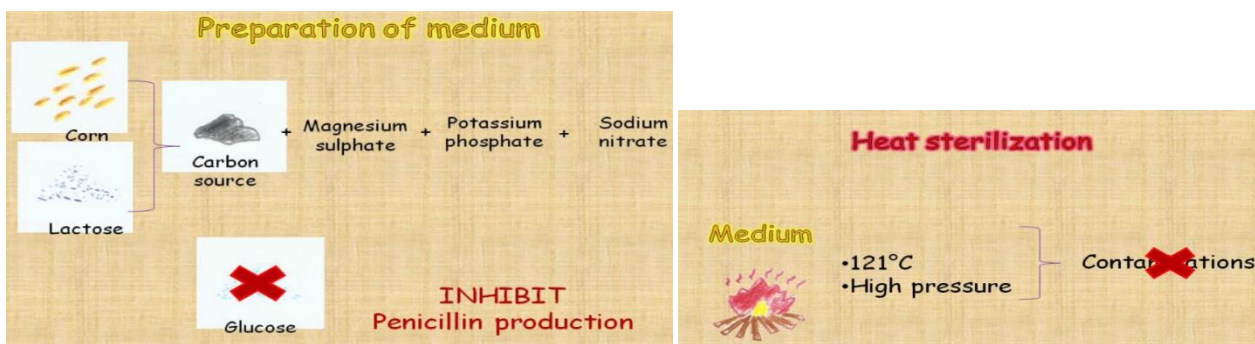 Preparation of medium
Corn
Lactose
Carbon
source
+
Magnesium
sulphate
+
Potassium
phosphate
+
Sodium
nitrate
Glucose
INHIBIT
Penicillin production
Heat sterilization
Medium
•121°C
•High pressure